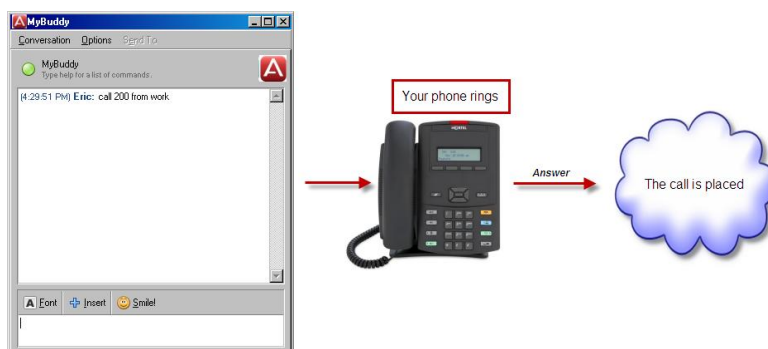 MyBuddy
Conversation Options Send To
MyBuddy
Type help for a list of commands.
(4:29:51 PM) Eric: call 200 from work
A Font Insert Smile!
Your phone rings
NORTEL
Answer
The call is placed